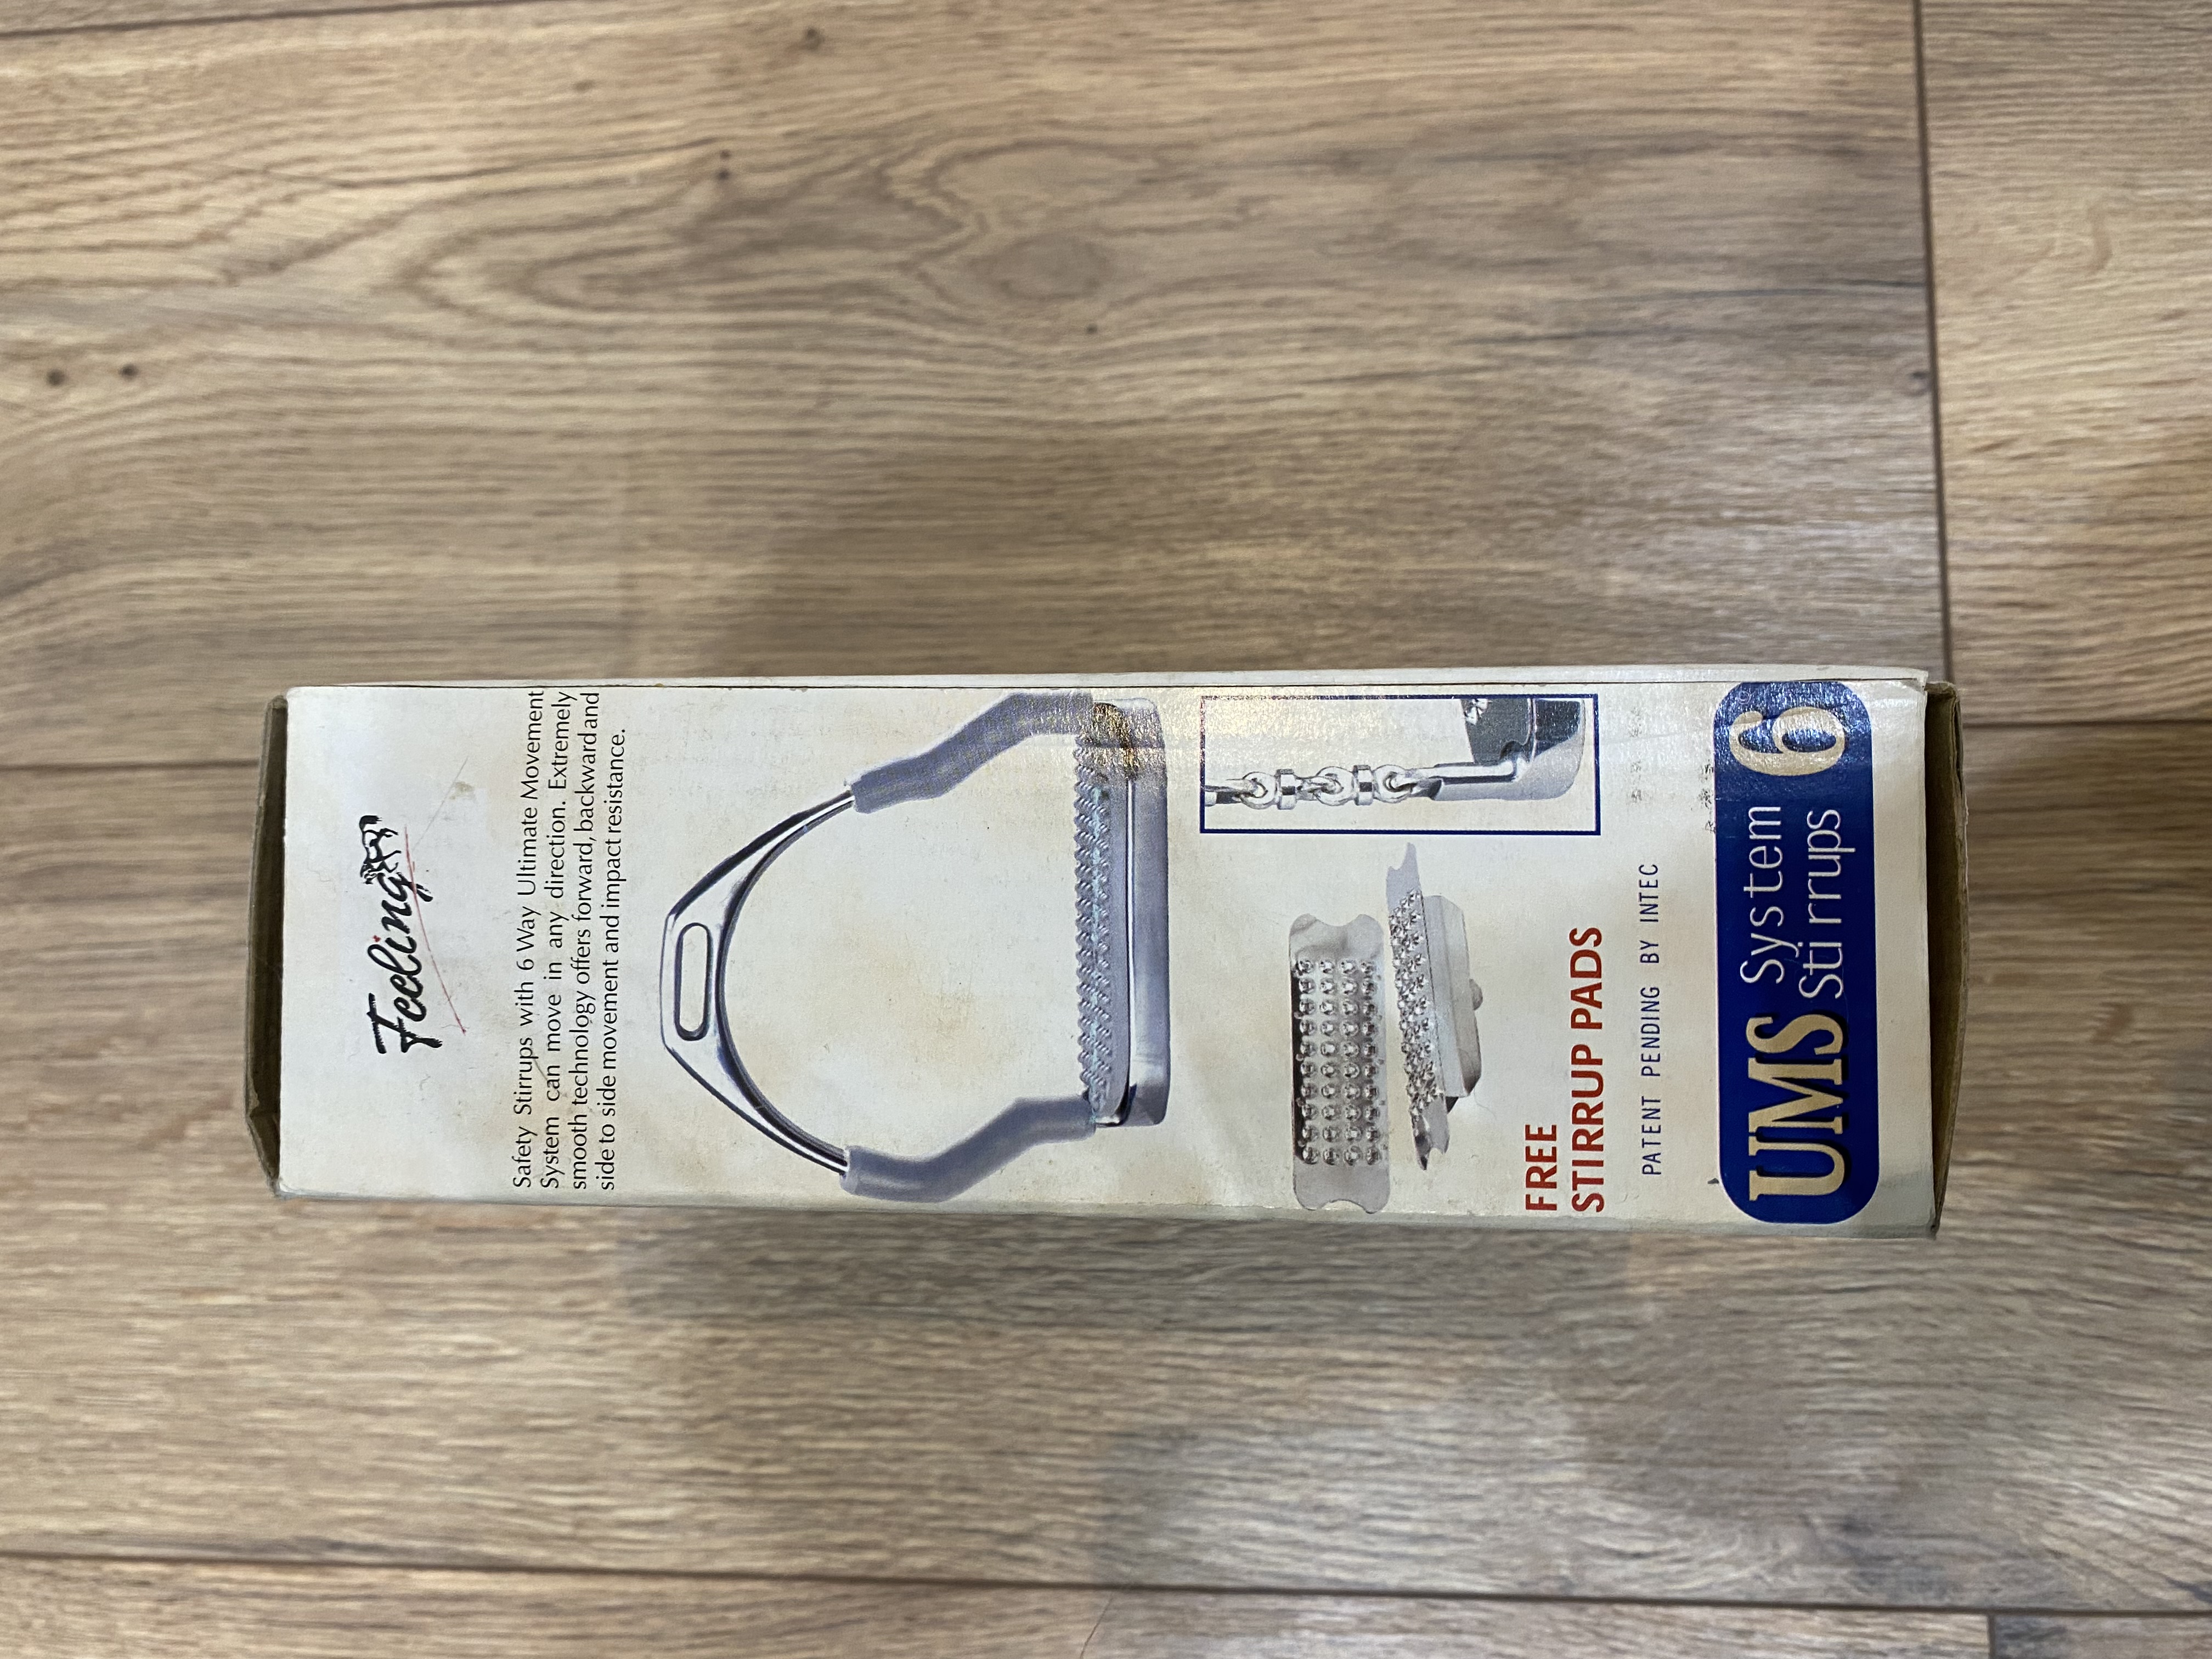 Feeling
Safety Stirrups with 6 Way Ultimate Movement
System can move in any direction. Extremely
smooth technology offers forward, backward and
side to side movement and impact resistance.
FREE
STIRRUP PADS
PATENT PENDING BY INTEC
UMS System Stirrups 6